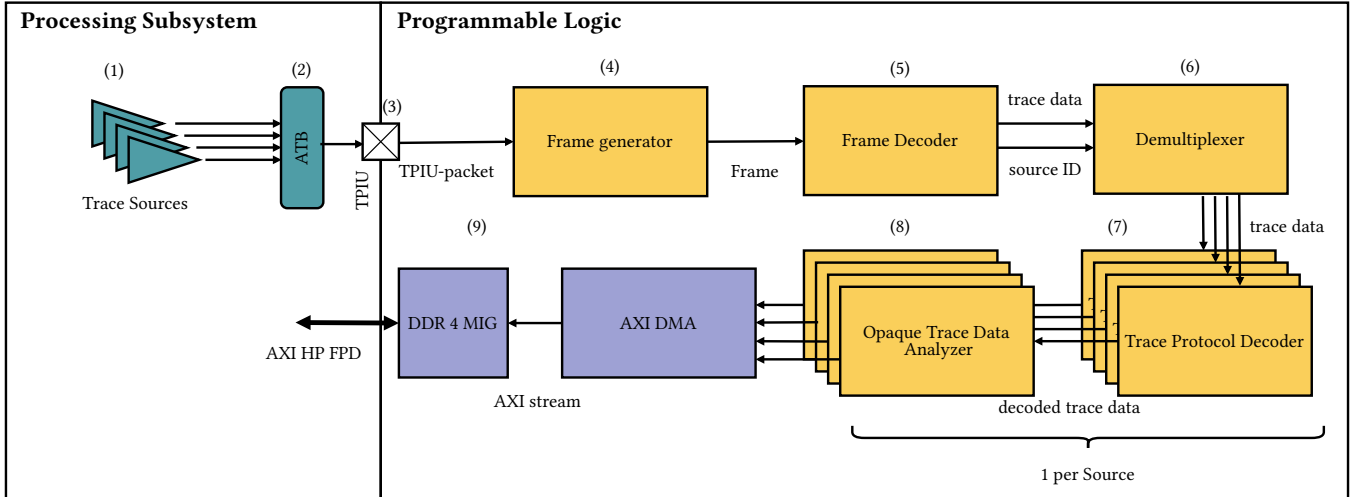 Processing Subsystem
Programmable Logic
(1)
(2)
(3)
(4)
(5)
(6)
ATB
TPIU
Trace Sources
TPIU-packet
Frame generator
Frame
Frame Decoder
trace data
source ID
Demultiplexer
trace data
(9)
(8)
(7)
AXI HP FPD
DDR 4 MIG
AXI DMA
Opaque Trace Data
Analyzer
Trace Protocol Decoder
AXI stream
decoded trace data
1 per Source